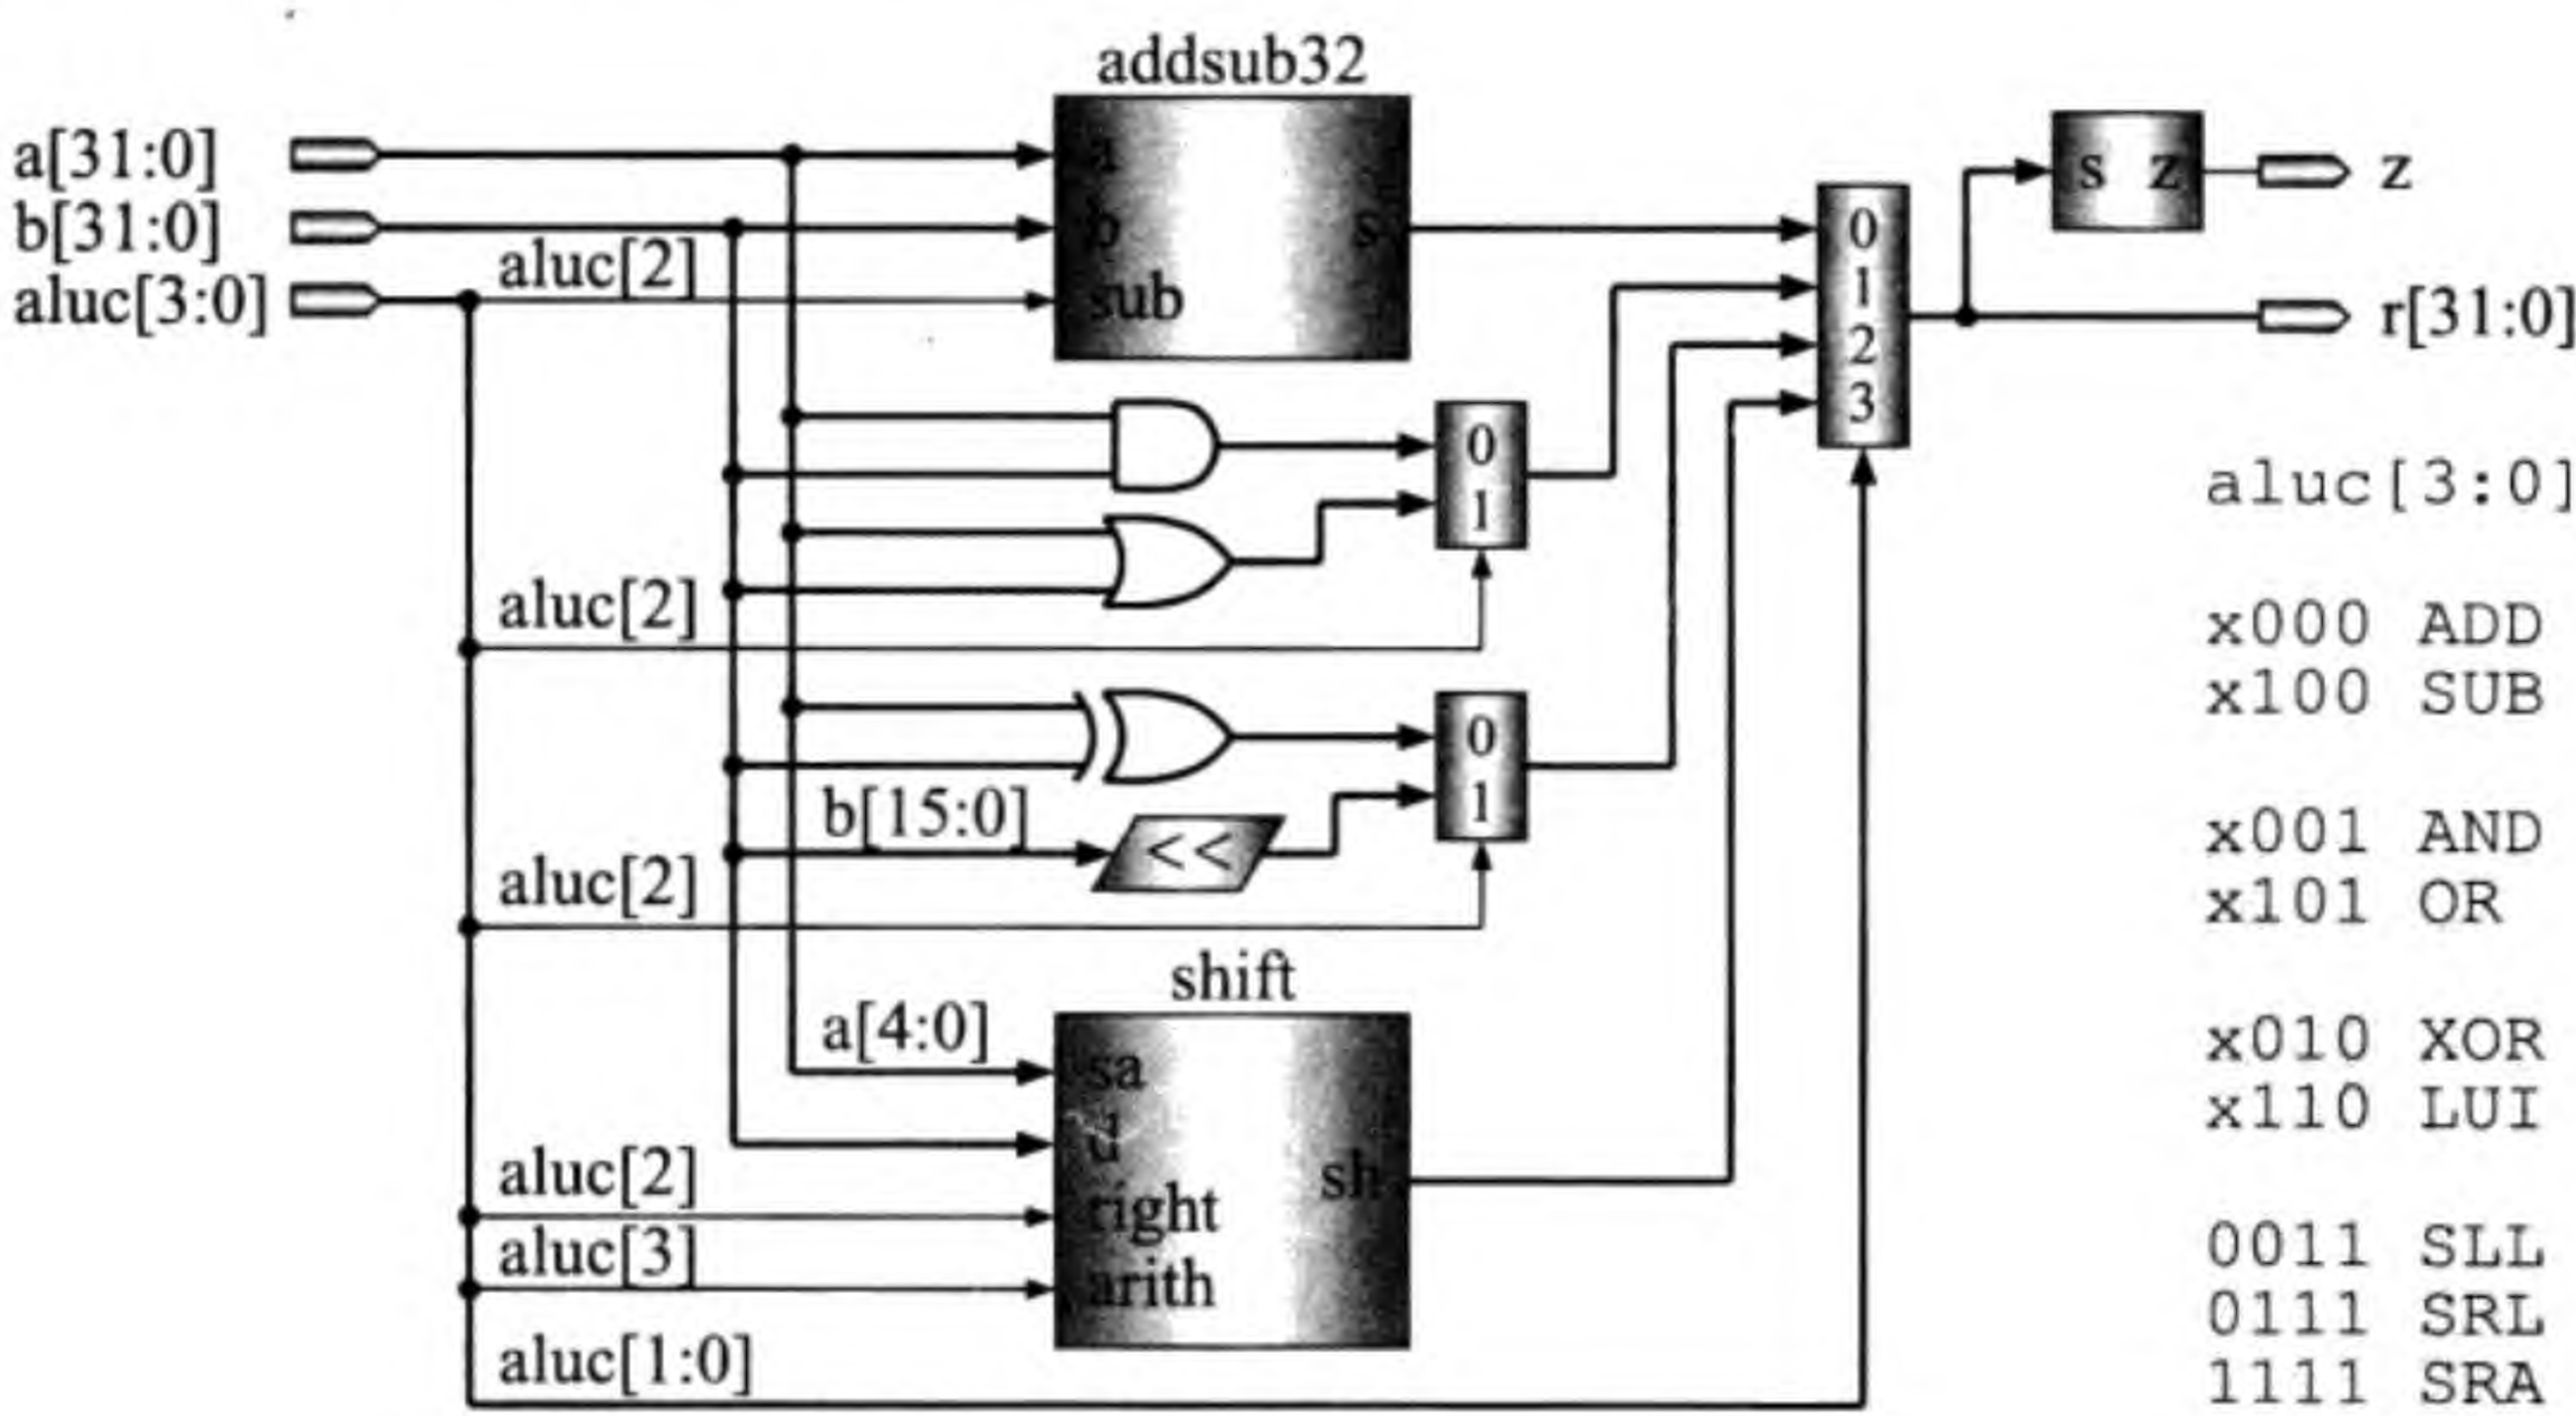 addsub32
a[31:0]
b[31:0]
aluc[3:0]
aluc[2]
a
b
sub
s
0
1
2
3
s z
z
r[31:0]
0
1
aluc[2]
0
1
b[15:0]
<<
aluc[2]
shift
a[4:0]
sa
d
right
arith
sh
aluc[2]
aluc[3]
aluc[1:0]
aluc[3:0]
x000 ADD
x100 SUB
x001 AND
x101 OR
x010 XOR
x110 LUI
0011 SLL
0111 SRL
1111 SRA